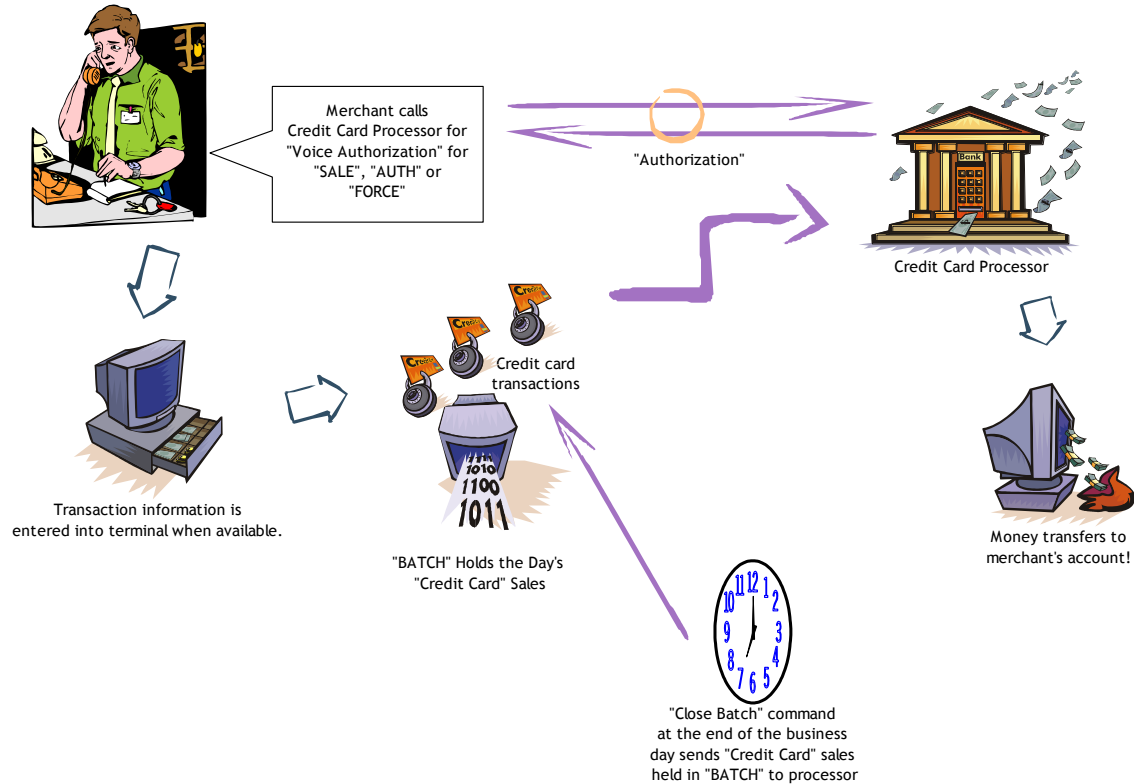 Merchant calls
Credit Card Processor for
"Voice Authorization" for
"SALE", "AUTH" or
"FORCE"
"Authorization"
Bank
Credit Card Processor
Credit
Credit
Credit
Credit card
transactions
1010
1100
1011
Transaction information is
entered into terminal when available.
"BATCH" Holds the Day's
"Credit Card" Sales
Money transfers to
merchant's account!
12
1
2
3
4
5
6
7
8
9
10
11
"Close Batch" command
at the end of the business
day sends "Credit Card" sales
held in "BATCH" to processor